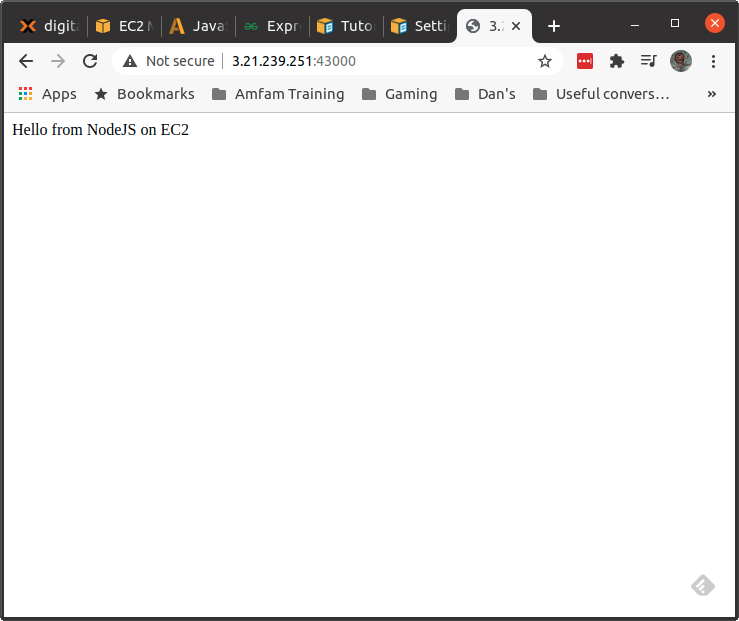 digit
EC2
Java
Expr
Tuto
Setti
3.
Not secure
3.21.239.251:43000
Apps
Bookmarks
Amfam Training
Gaming
Dan's
Useful convers...
»
Hello from NodeJS on EC2